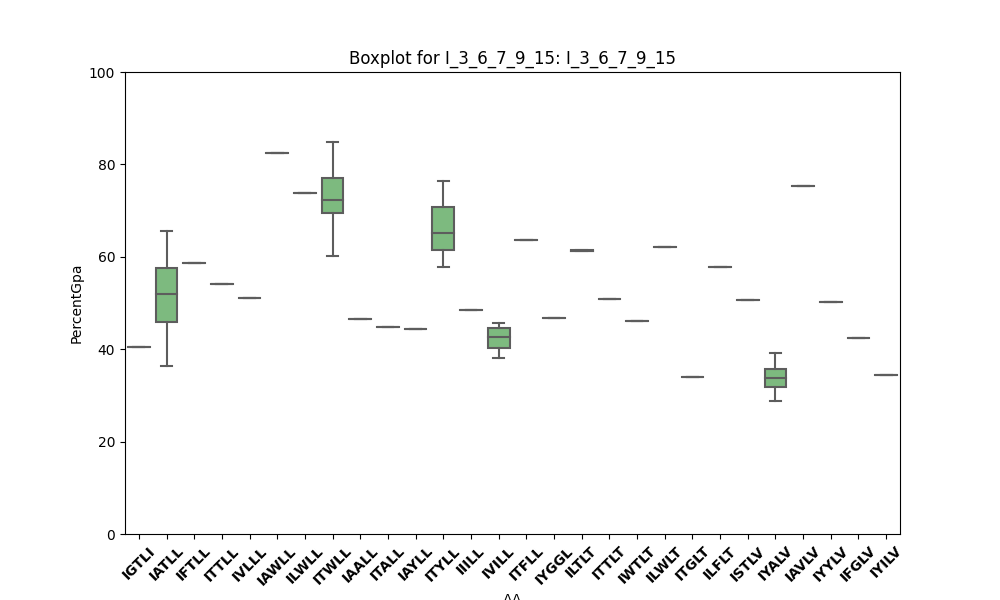 Boxplot for I_3_6_7_9_15: I_3_6_7_9_15
100
80
60
40
20
0
PercentGpa
IGTLI IATLL IFTLL ITTLL IVLLL IAWLL ILWLL ITWLL IAALL ITALL IAYLL ITYLL IIILL IVILL ITFLL IYGGL ILTLT ITTLT IWTLT ILWLT ITGLT ILFLT ISTLV IYALV IAVLV IYYLV IFGLV IYILV
AA